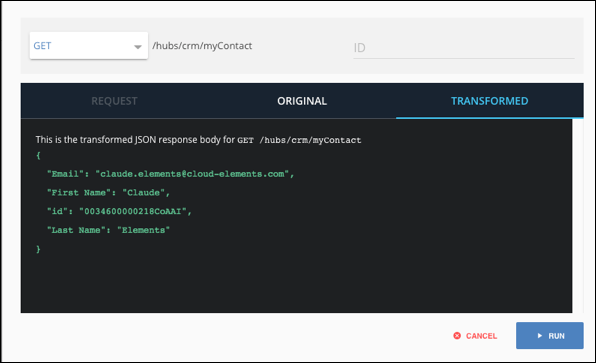 GET
/hubs/crm/myContact
ID
REQUEST
ORIGINAL
TRANSFORMED
This is the transformed JSON response body for GET /hubs/crm/myContact
{
"Email": "claude.elements@cloud-elements.com",
"First Name": "Claude",
"id": "0034600000218CoAAI",
"Last Name": "Elements"
}
CANCEL
RUN